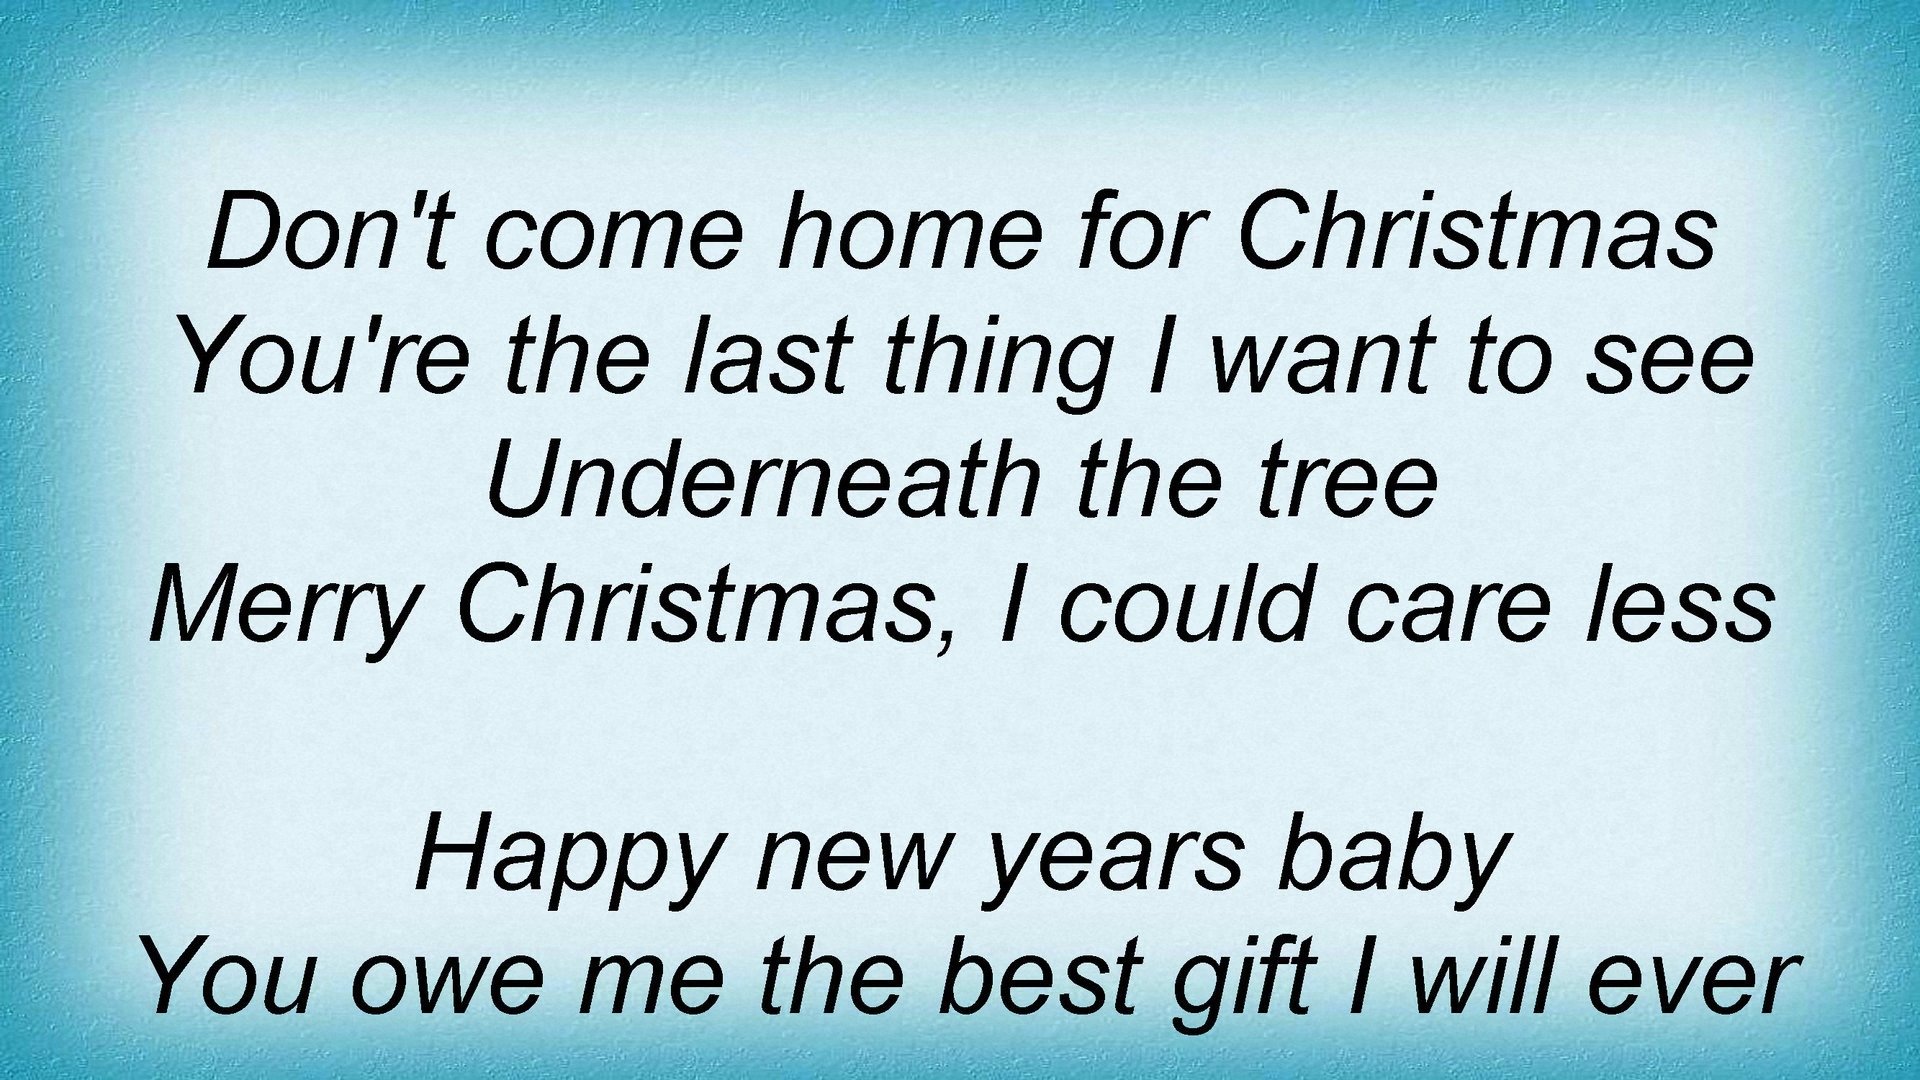 Don't come home for Christmas
You're the last thing I want to see
Underneath the tree
Merry Christmas, I could care less
Happy new years baby
You owe me the best gift I will ever